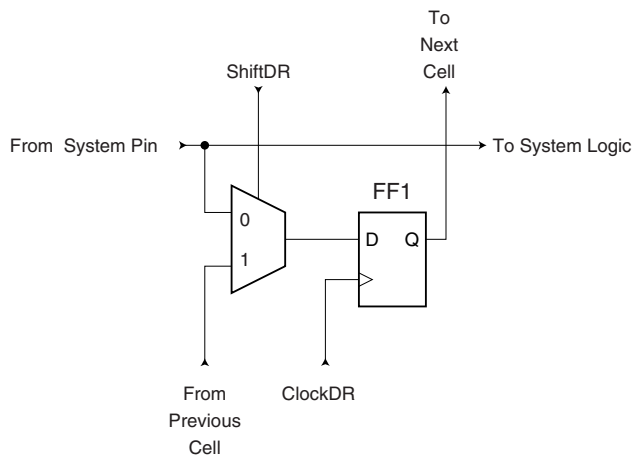 To
Next
Cell
ShiftDR
From System Pin
To System Logic
FF1
0
D Q
1
From
Previous
Cell
ClockDR